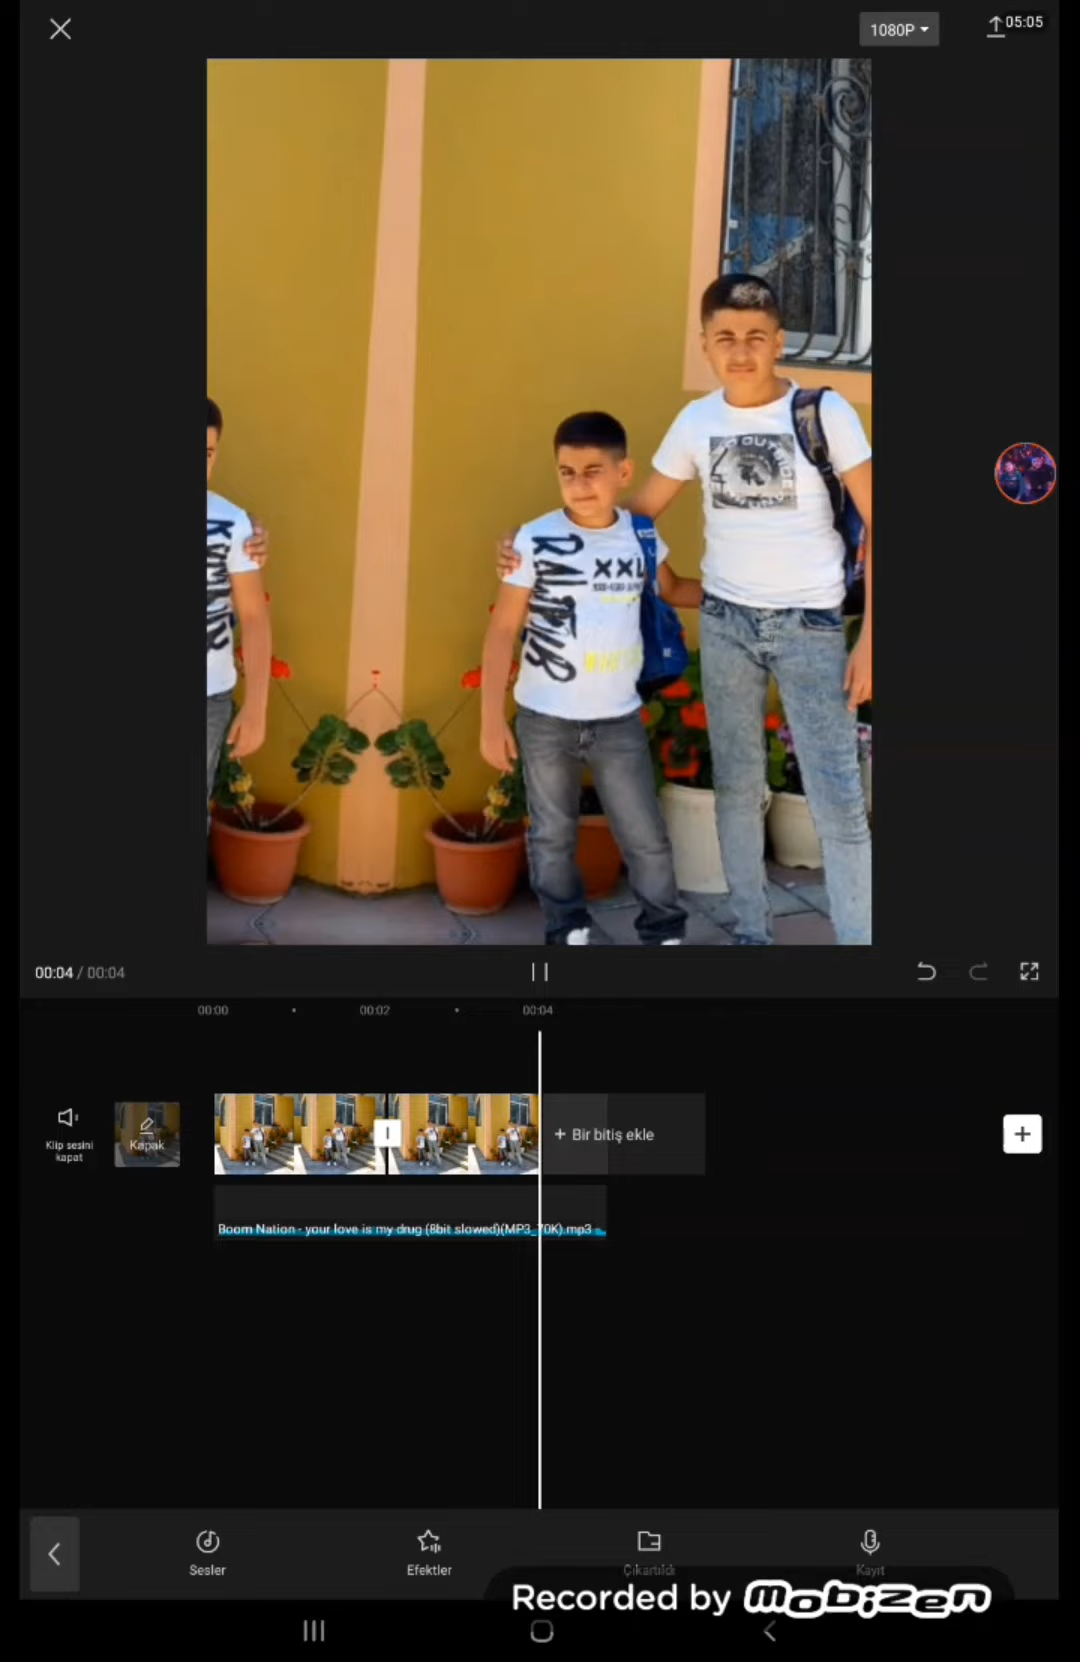 1080P
05:05
OUTSIDE
XXL
00:04 / 00:04
00:00
00:02
00:04
Klip sesini
kapat
Kapak
+ Bir bitiş ekle
Boom Nation - your love is my drug (8bit slowed)(MP3_70K).mp3
Sesler
Efektler
Çıkartıldı
Kayıt
Recorded by mobizen